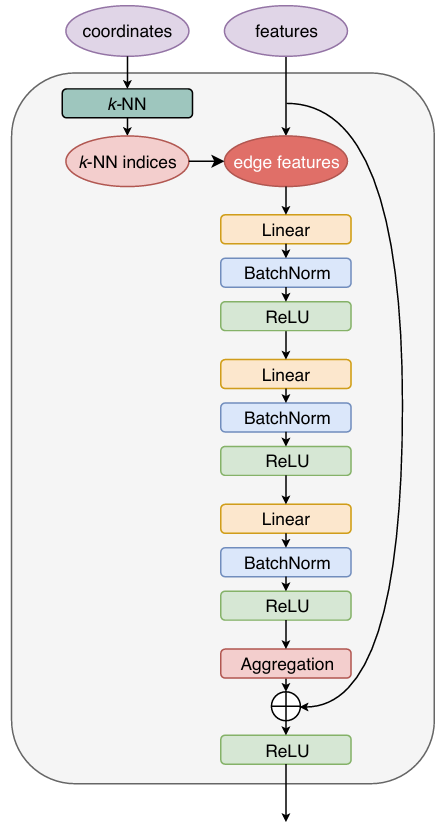 coordinates
features
k-NN
k-NN indices
edge features
Linear
BatchNorm
ReLU
Linear
BatchNorm
ReLU
Linear
BatchNorm
ReLU
Aggregation
ReLU